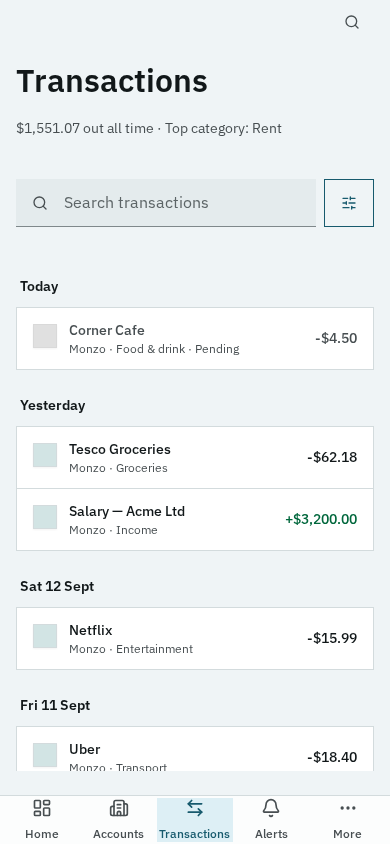 Transactions
$1,551.07 out all time · Top category: Rent
Search transactions
Today
Corner Cafe
-$4.50
Monzo · Food & drink · Pending
Yesterday
Tesco Groceries
-$62.18
Monzo · Groceries
Salary — Acme Ltd
+$3,200.00
Monzo · Income
Sat 12 Sept
Netflix
-$15.99
Monzo · Entertainment
Fri 11 Sept
Uber
-$18.40
Monzo · Transport
Home Accounts Transactions Alerts More